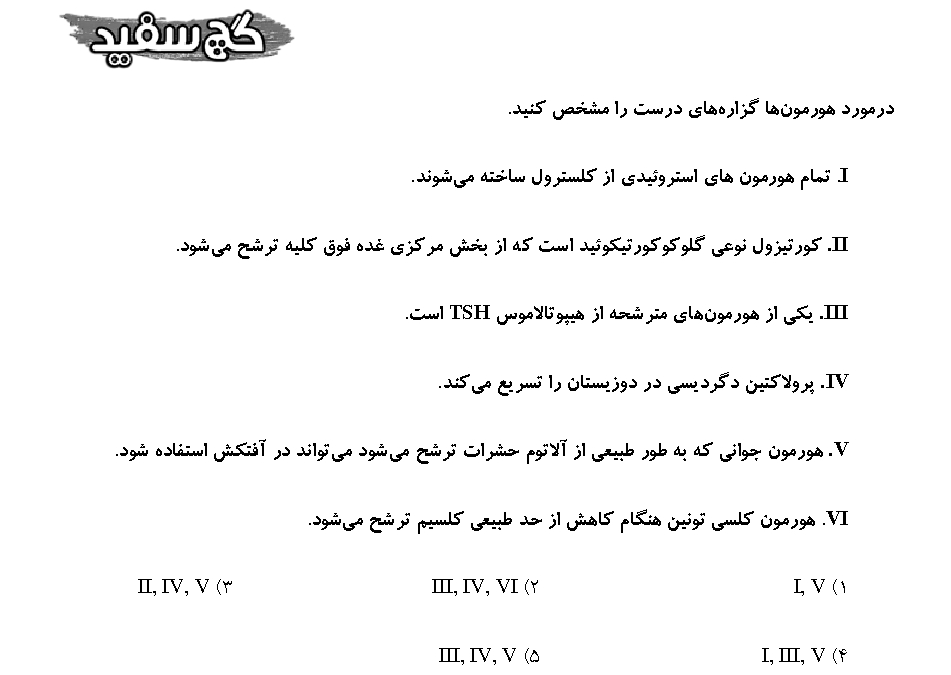 گچ سفید
درمورد هورمون‌ها گزاره‌های درست را مشخص کنید.
I. تمام هورمون های استروئیدی از کلسترول ساخته می‌شوند.
II. کورتیزول نوعی گلوکوکورتیکوئید است که از بخش مرکزی غده فوق کلیه ترشح می‌شود.
III. یکی از هورمون‌های مترشحه از هیپوتالاموس TSH است.
IV. پرولاکتین دگردیسی در دوزیستان را تسریع می‌کند.
V. هورمون جوانی که به طور طبیعی از آلاتوم حشرات ترشح می‌شود می‌تواند در آفتکش استفاده شود.
VI. هورمون کلسی تونین هنگام کاهش از حد طبیعی کلسیم ترشح می‌شود.
۱) I, V ۲) III, IV, VI ۳) II, IV, V
۴) I, III, V ۵) III, IV, V